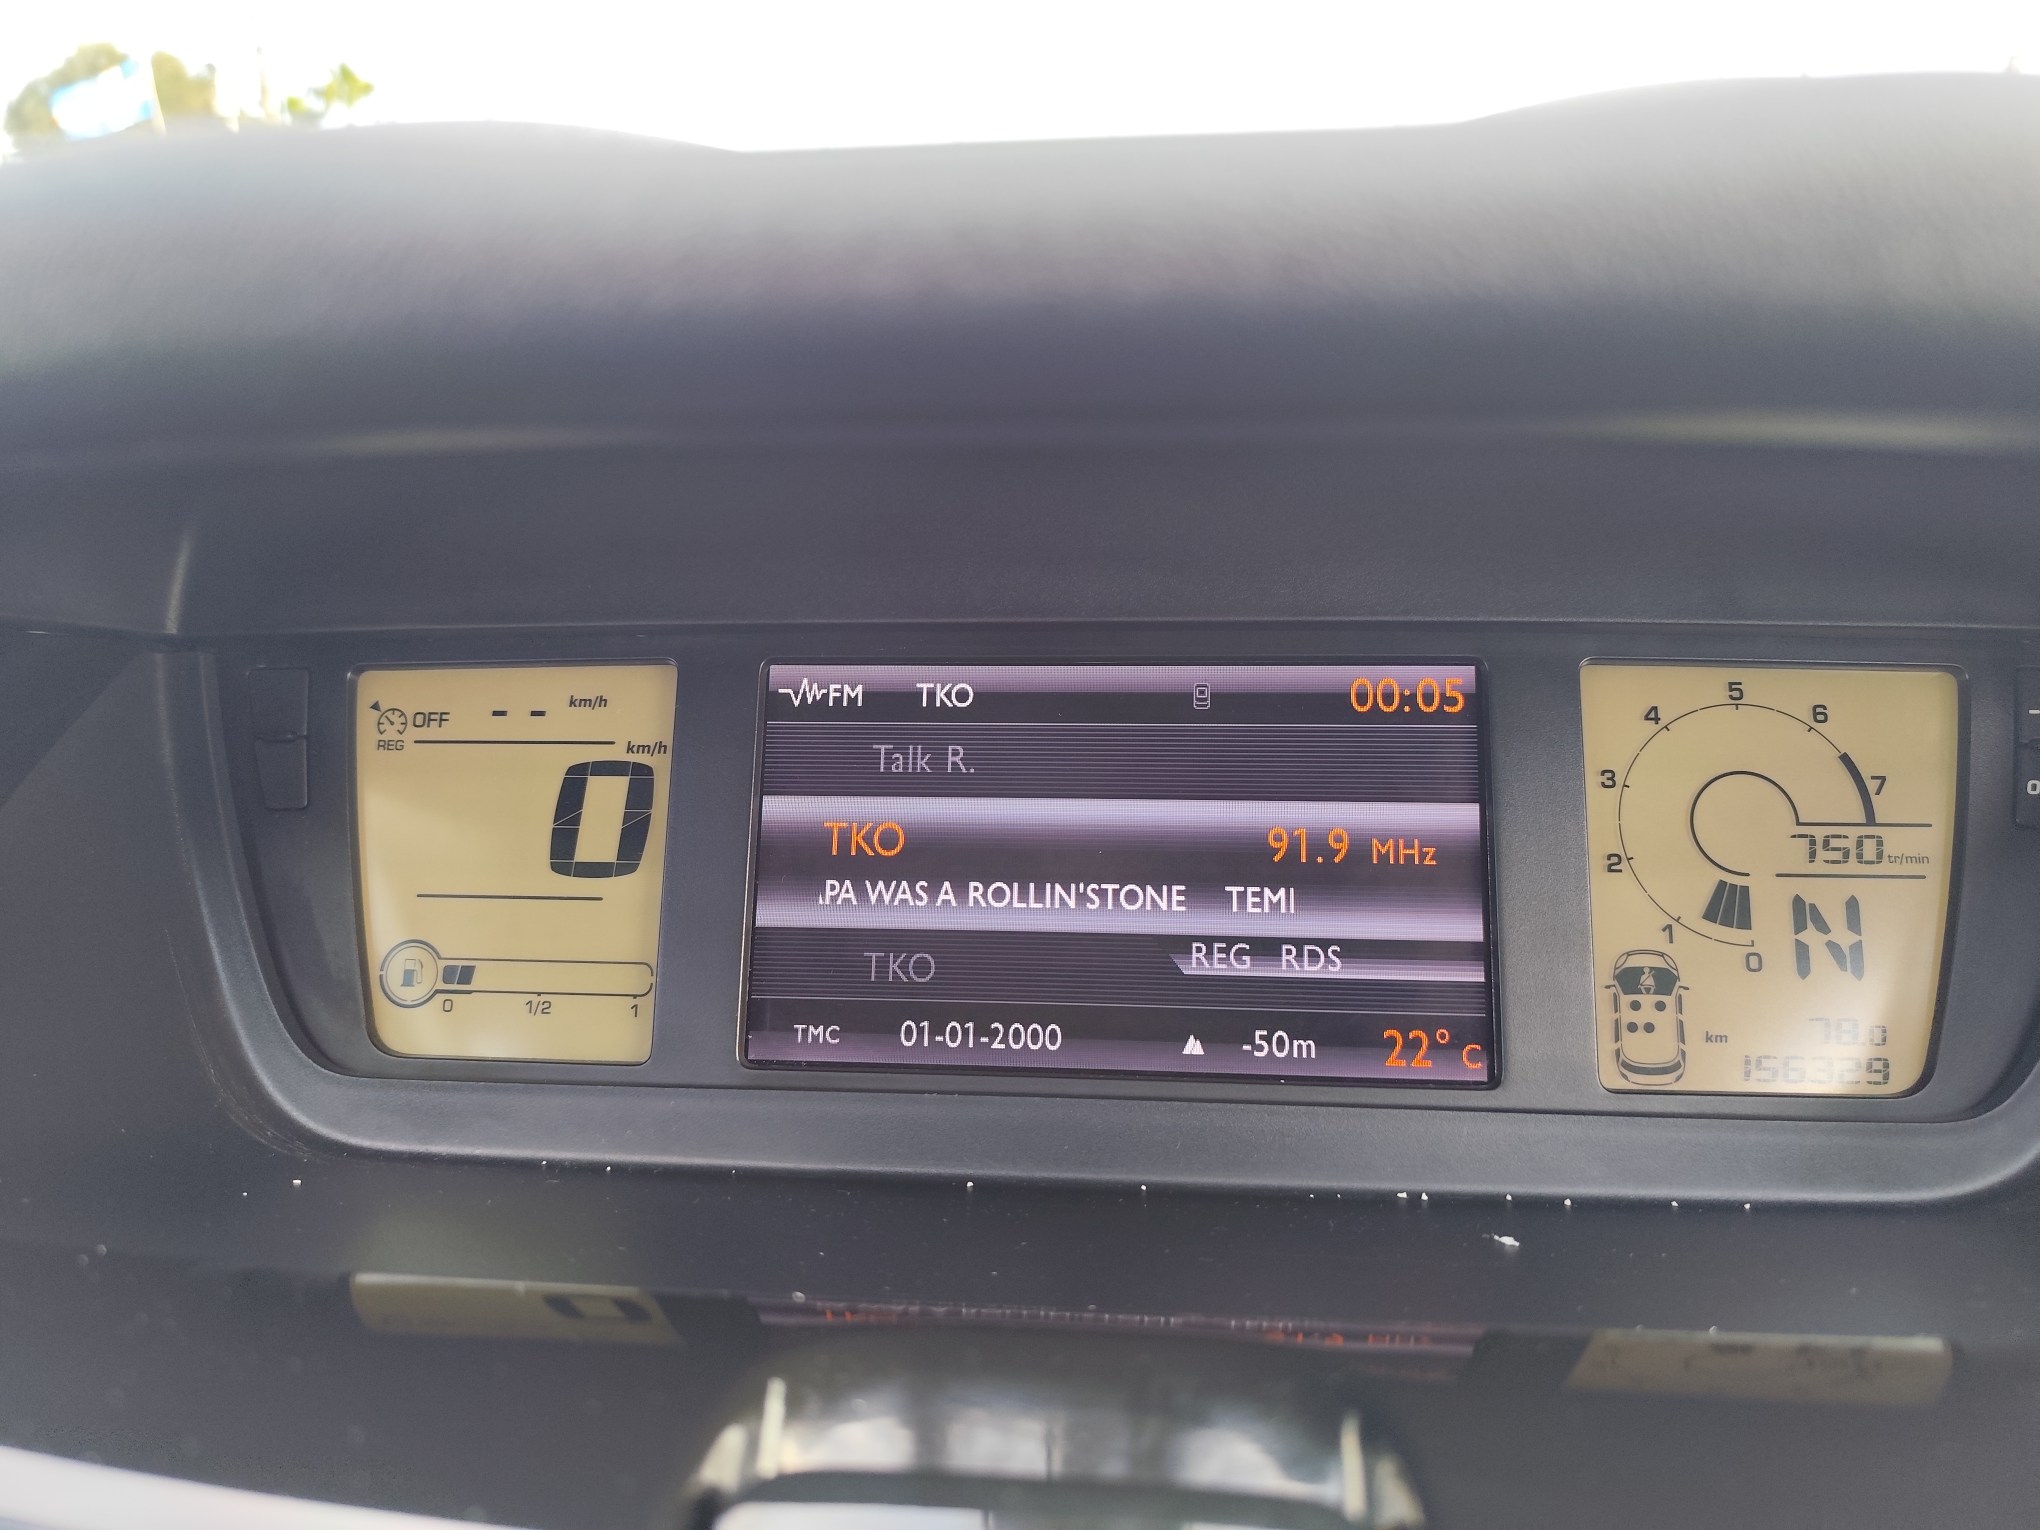 OFF -- km/h
REG
km/h
0
0 1/2 1
FM TKO 00:05
Talk R.
TKO 91.9 MHz
PA WAS A ROLLIN'STONE TEMI
REG RDS
TKO
TMC 01-01-2000 -50m 22° C
5
4 6
3 7
750 tr/min
2
N
1
0
km 78.0
156329